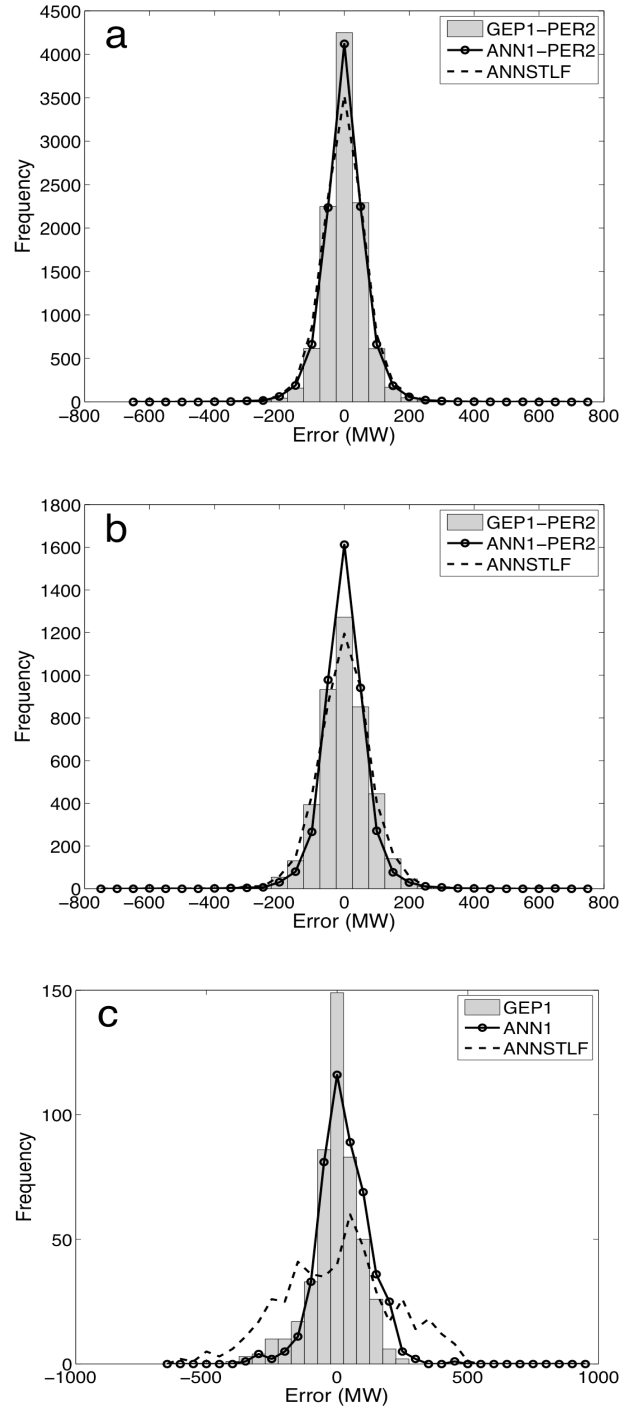 a
GEP1−PER2
ANN1−PER2
ANNSTLF
4500
4000
3500
3000
2500
2000
1500
1000
500
0
Frequency
−800 −600 −400 −200 0 200 400 600 800
Error (MW)
b
GEP1−PER2
ANN1−PER2
ANNSTLF
1800
1600
1400
1200
1000
800
600
400
200
0
Frequency
−800 −600 −400 −200 0 200 400 600 800
Error (MW)
c
GEP1
ANN1
ANNSTLF
150
100
50
0
Frequency
−1000 −500 0 500 1000
Error (MW)